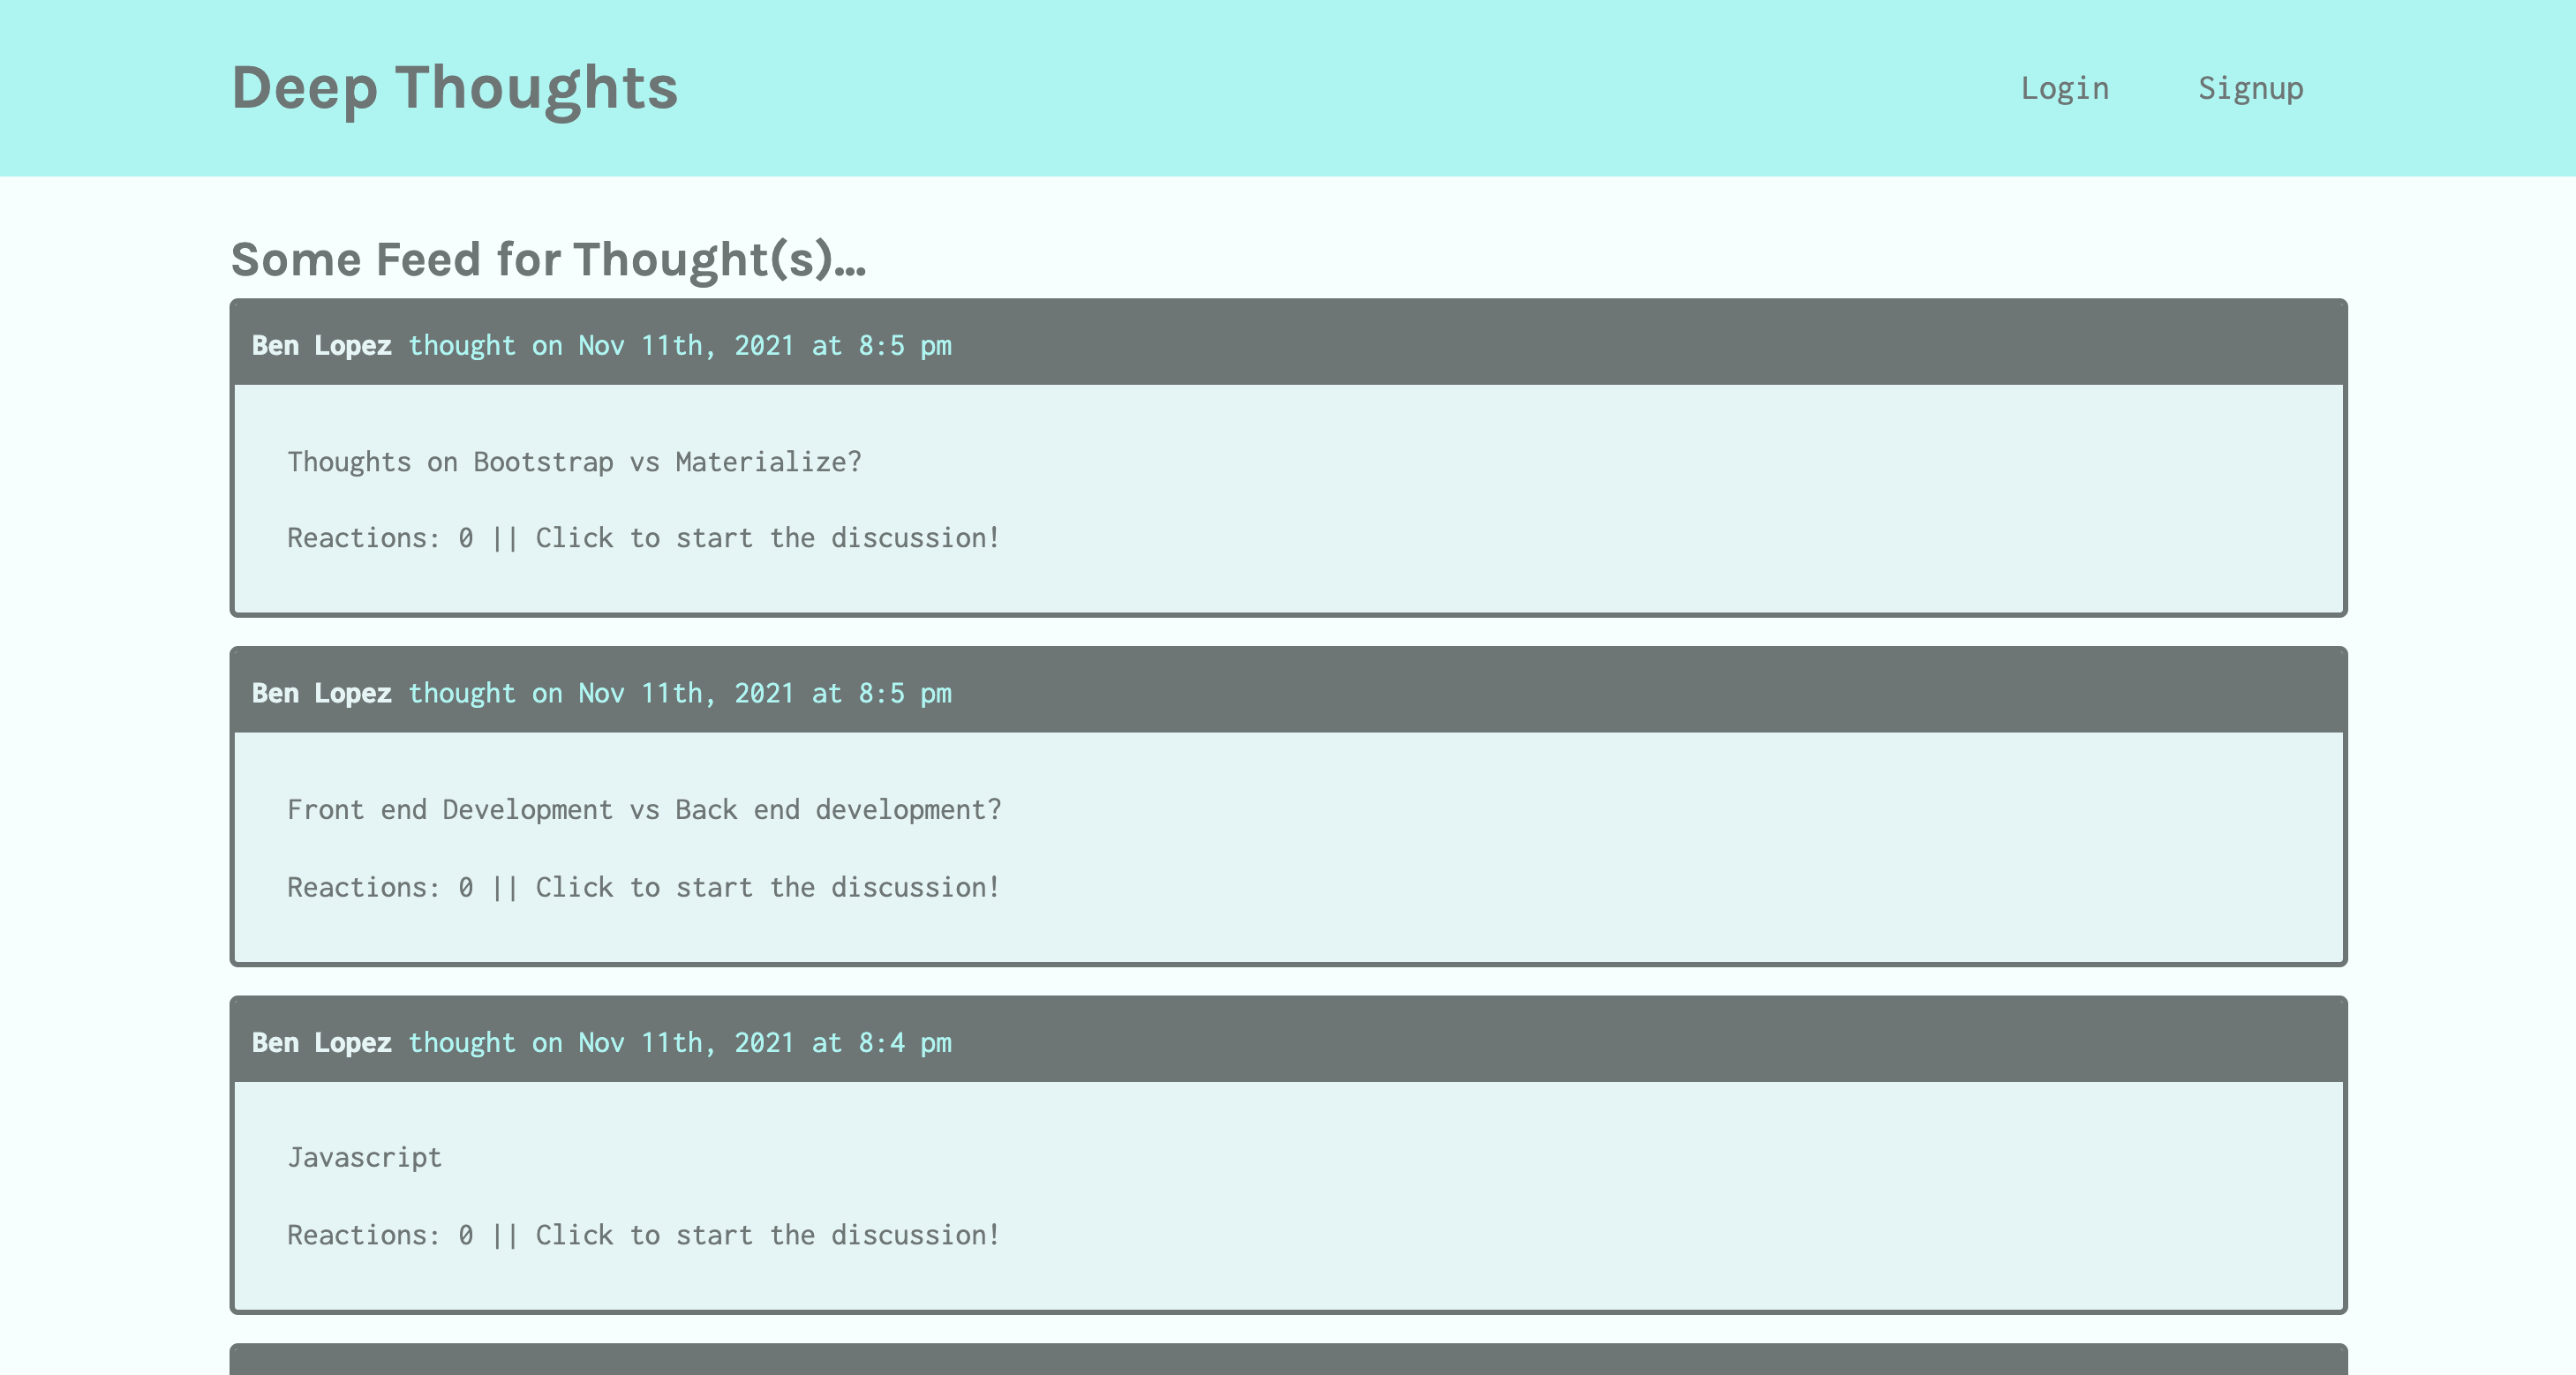 Deep Thoughts
Login Signup
Some Feed for Thought(s)...
Ben Lopez thought on Nov 11th, 2021 at 8:5 pm
Thoughts on Bootstrap vs Materialize?
Reactions: 0 || Click to start the discussion!
Ben Lopez thought on Nov 11th, 2021 at 8:5 pm
Front end Development vs Back end development?
Reactions: 0 || Click to start the discussion!
Ben Lopez thought on Nov 11th, 2021 at 8:4 pm
Javascript
Reactions: 0 || Click to start the discussion!